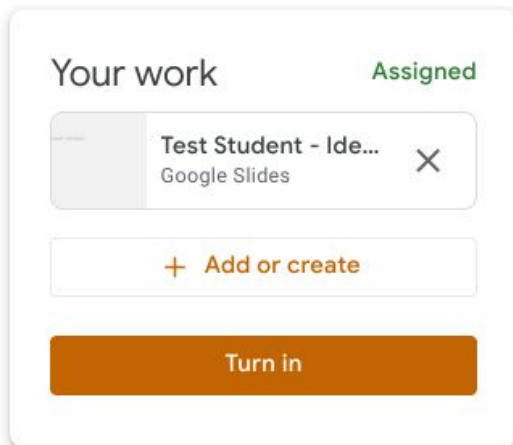 Your work
Assigned
Test Student - Ide...
Google Slides
+ Add or create
Turn in